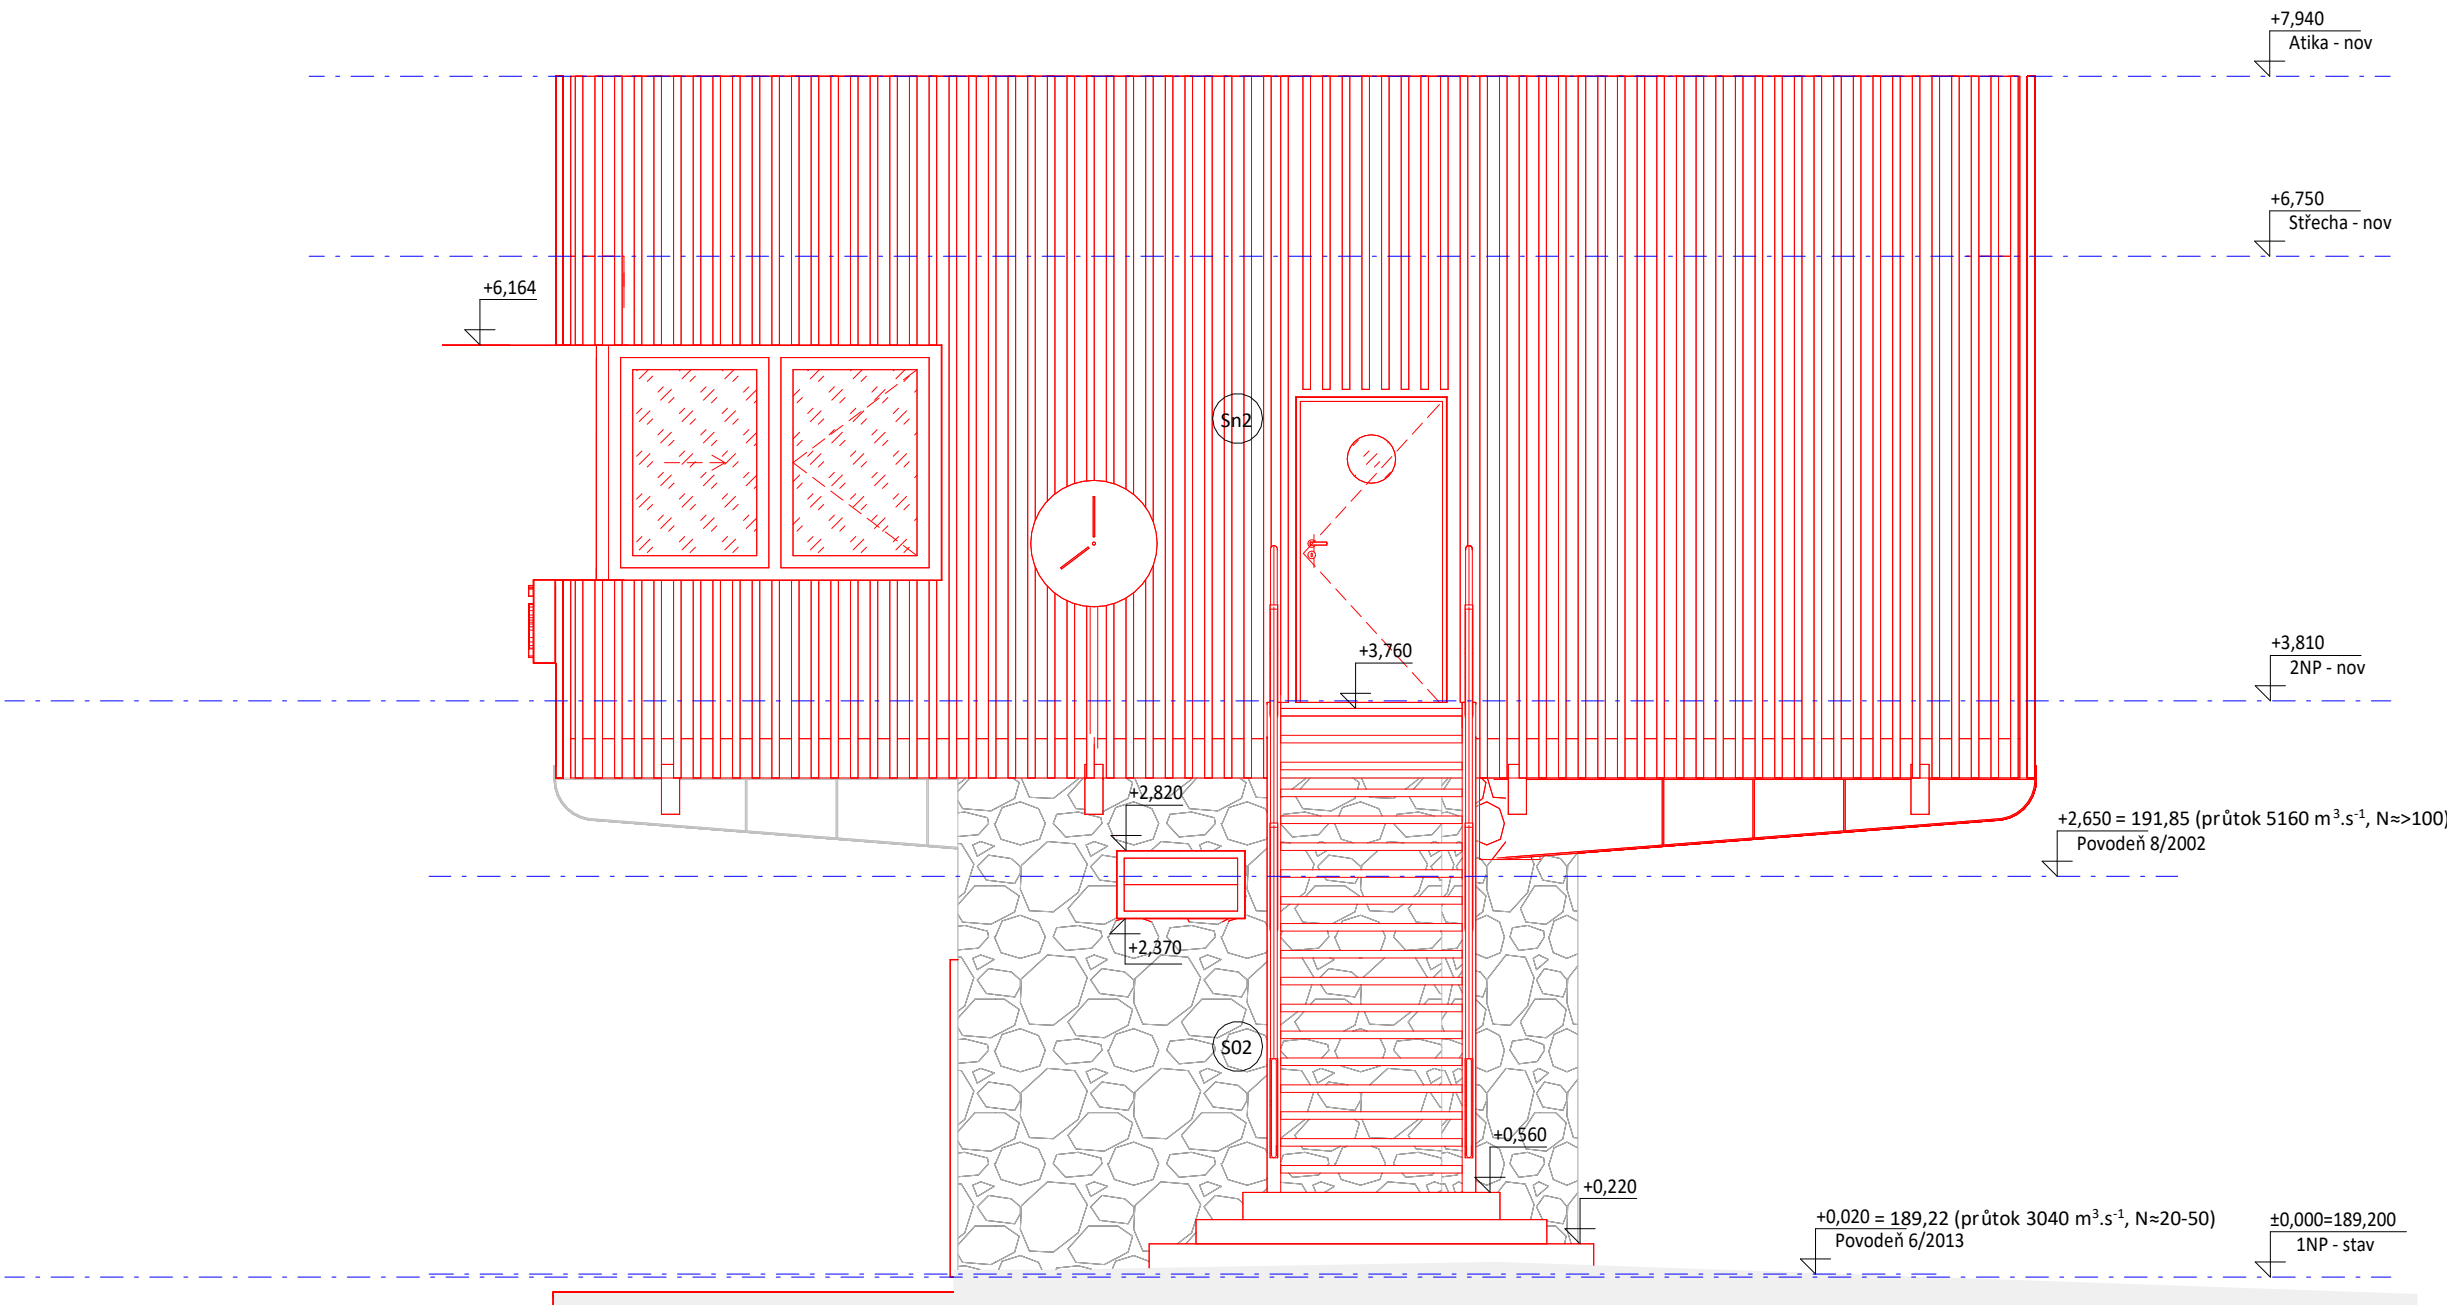 +7,940
Atika - nov
+6,750
Střecha - nov
+6,164
Sn2
+3,760
+3,810
2NP - nov
+2,820
+2,650 = 191,85 (průtok 5160 m³.s⁻¹, N≈>100)
Povodeň 8/2002
+2,370
S02
+0,560
+0,220
+0,020 = 189,22 (průtok 3040 m³.s⁻¹, N≈20-50)
Povodeň 6/2013
±0,000=189,200
1NP - stav